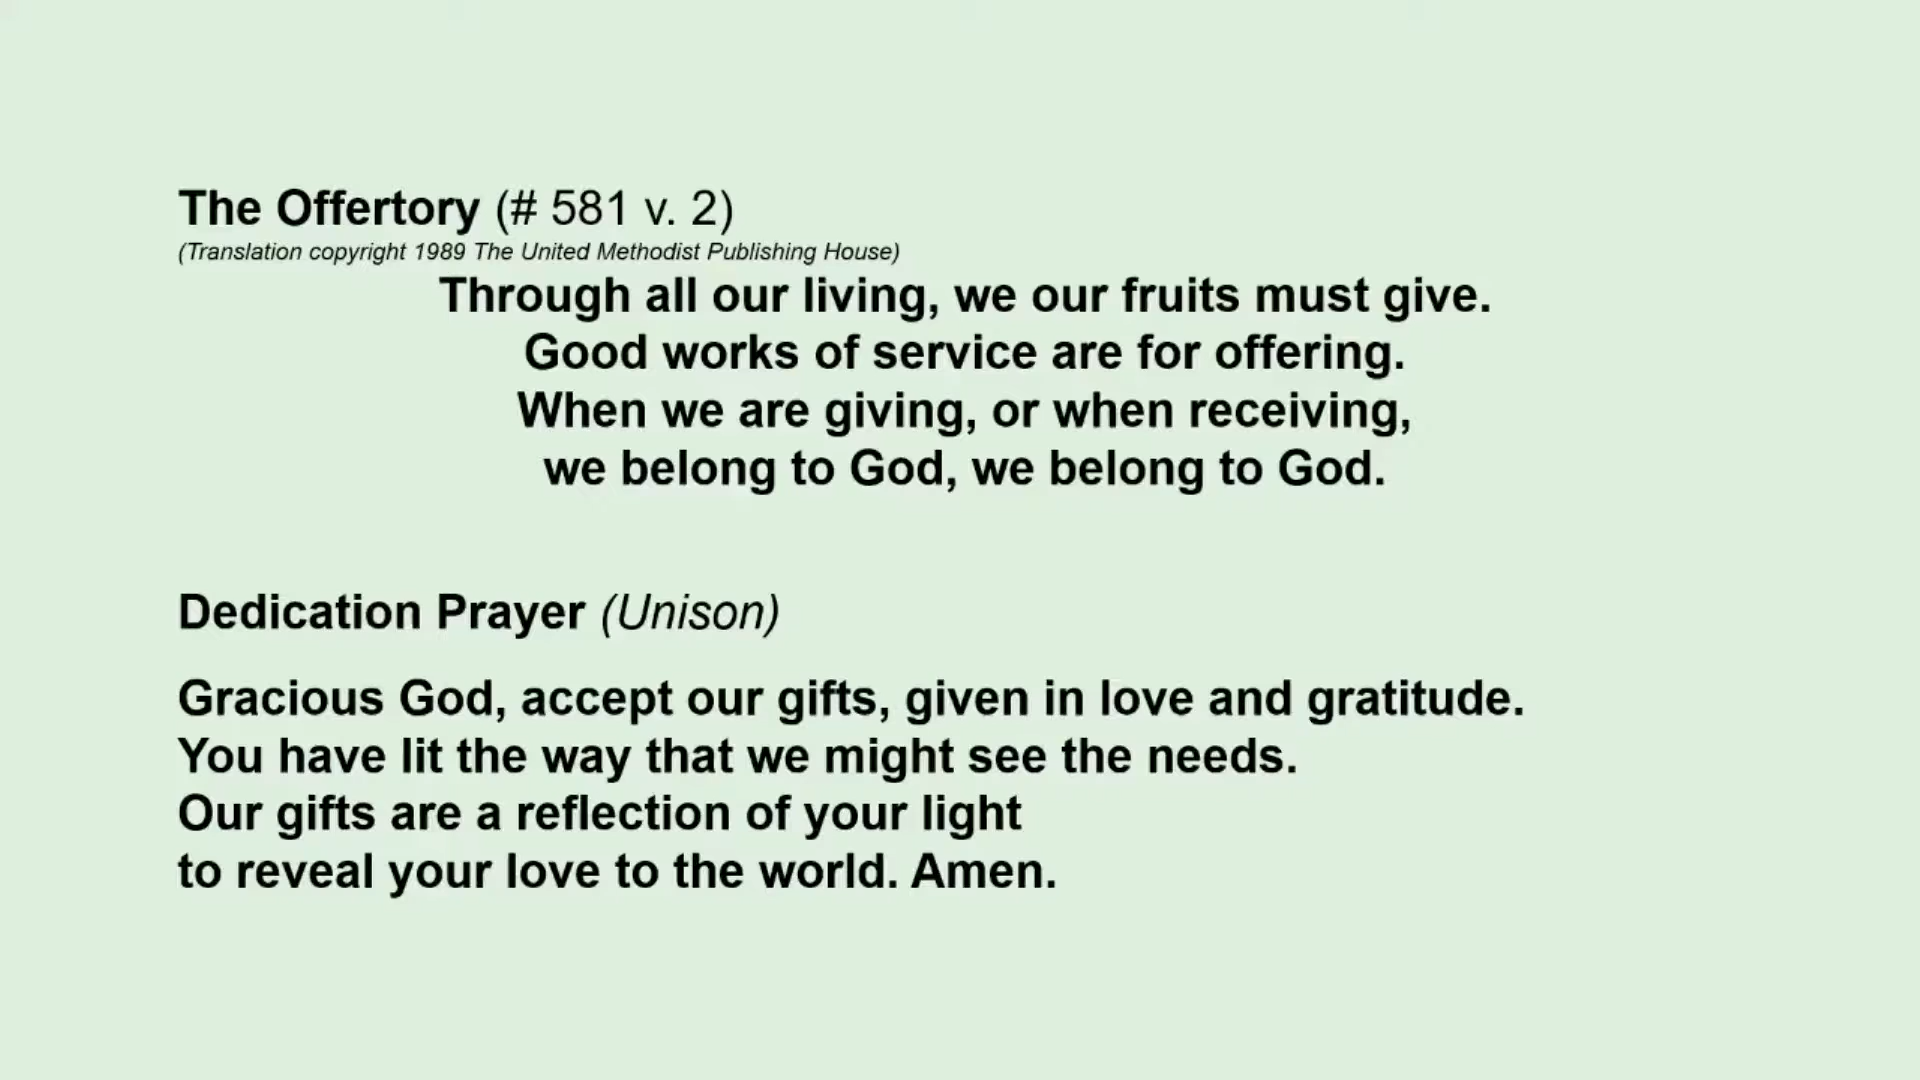 The Offertory (# 581 v. 2)
(Translation copyright 1989 The United Methodist Publishing House)
Through all our living, we our fruits must give.
Good works of service are for offering.
When we are giving, or when receiving,
we belong to God, we belong to God.
Dedication Prayer (Unison)
Gracious God, accept our gifts, given in love and gratitude.
You have lit the way that we might see the needs.
Our gifts are a reflection of your light
to reveal your love to the world. Amen.